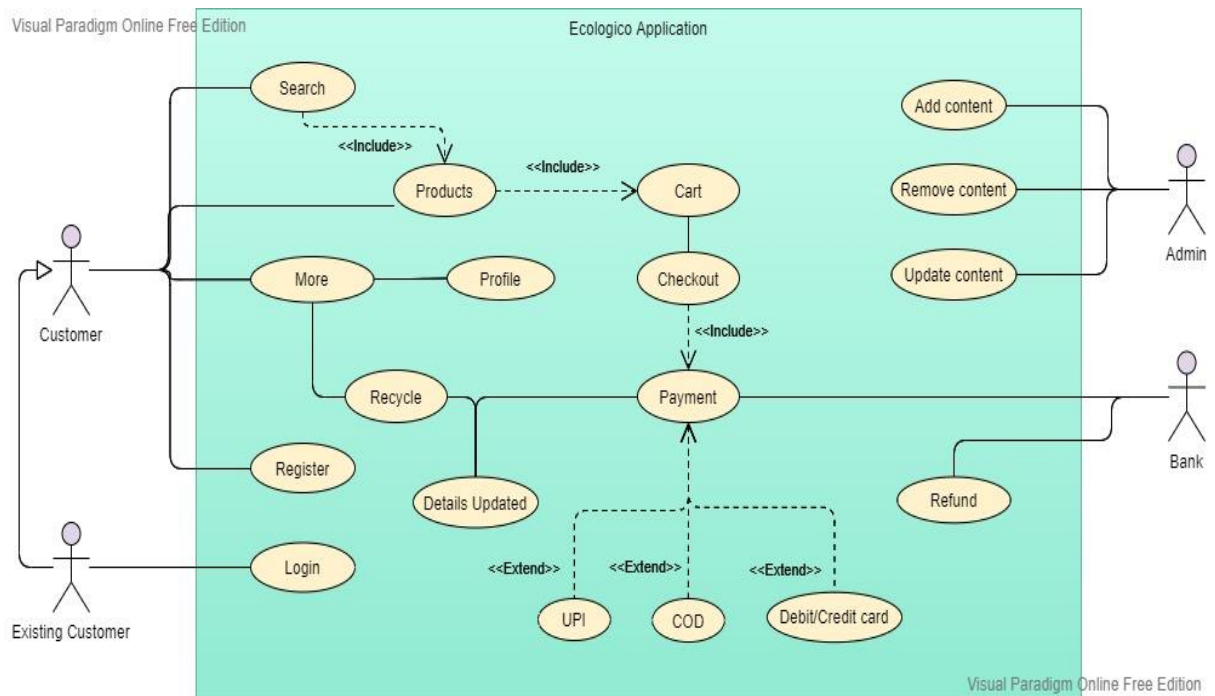 Visual Paradigm Online Free Edition
Ecologico Application
Search
Add content
<<Include>>
<<Include>>
Products
Cart
Remove content
Admin
More
Profile
Checkout
Update content
Customer
<<Include>>
Recycle
Payment
Register
Bank
Details Updated
Refund
Login
<<Extend>>
<<Extend>>
<<Extend>>
UPI
COD
Debit/Credit card
Existing Customer
Visual Paradigm Online Free Edition